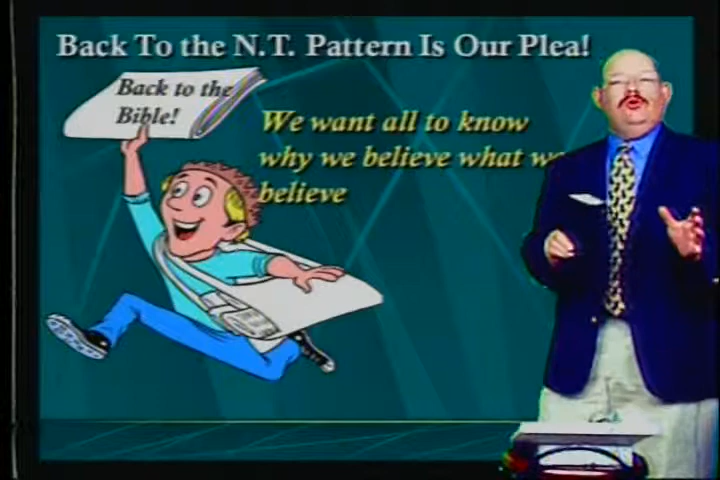 Back To the N.T. Pattern Is Our Plea!
Back to the
Bible!
We want all to know
why we believe what we
believe